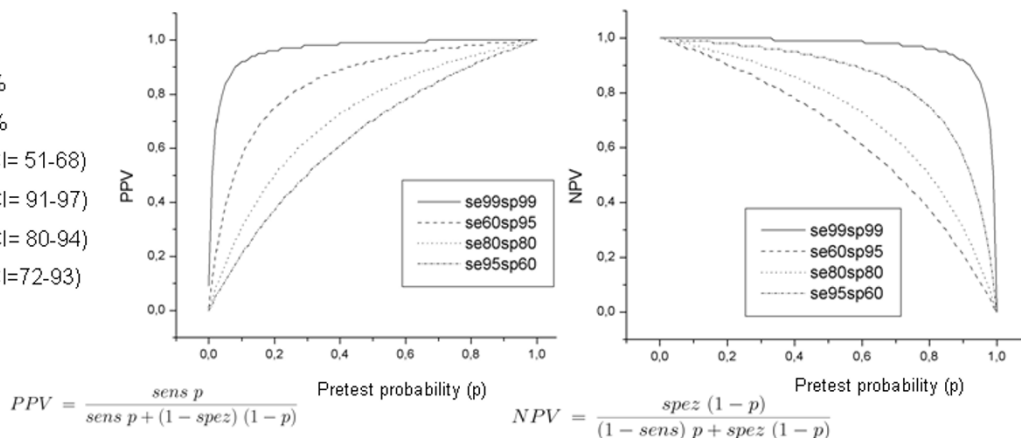 %
%
I= 51-68)
I= 91-97)
I= 80-94)
I=72-93)
PPV
1,0
0,8
0,6
0,4
0,2
0,0
se99sp99
se60sp95
se80sp80
se95sp60
0,0 0,2 0,4 0,6 0,8 1,0
Pretest probability (p)
NPV
1,0
0,8
0,6
0,4
0,2
0,0
se99sp99
se60sp95
se80sp80
se95sp60
0,0 0,2 0,4 0,6 0,8 1,0
Pretest probability (p)
PPV = sens p / sens p + (1 − spez) (1 − p)
NPV = spez (1 − p) / (1 − sens) p + spez (1 − p)